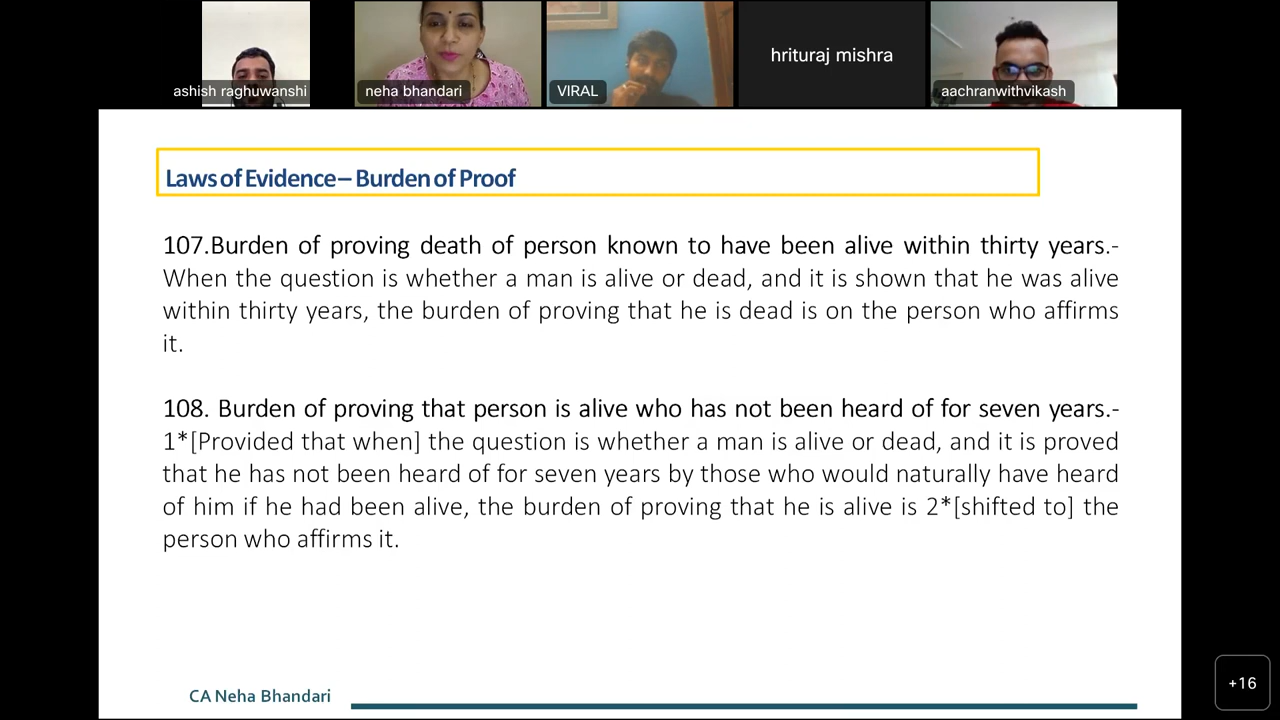 ashish raghuwanshi
neha bhandari
VIRAL
hrituraj mishra
aachranwithvikash
Laws of Evidence – Burden of Proof
107.Burden of proving death of person known to have been alive within thirty years.-
When the question is whether a man is alive or dead, and it is shown that he was alive
within thirty years, the burden of proving that he is dead is on the person who affirms
it.
108. Burden of proving that person is alive who has not been heard of for seven years.-
1*[Provided that when] the question is whether a man is alive or dead, and it is proved
that he has not been heard of for seven years by those who would naturally have heard
of him if he had been alive, the burden of proving that he is alive is 2*[shifted to] the
person who affirms it.
CA Neha Bhandari
+16